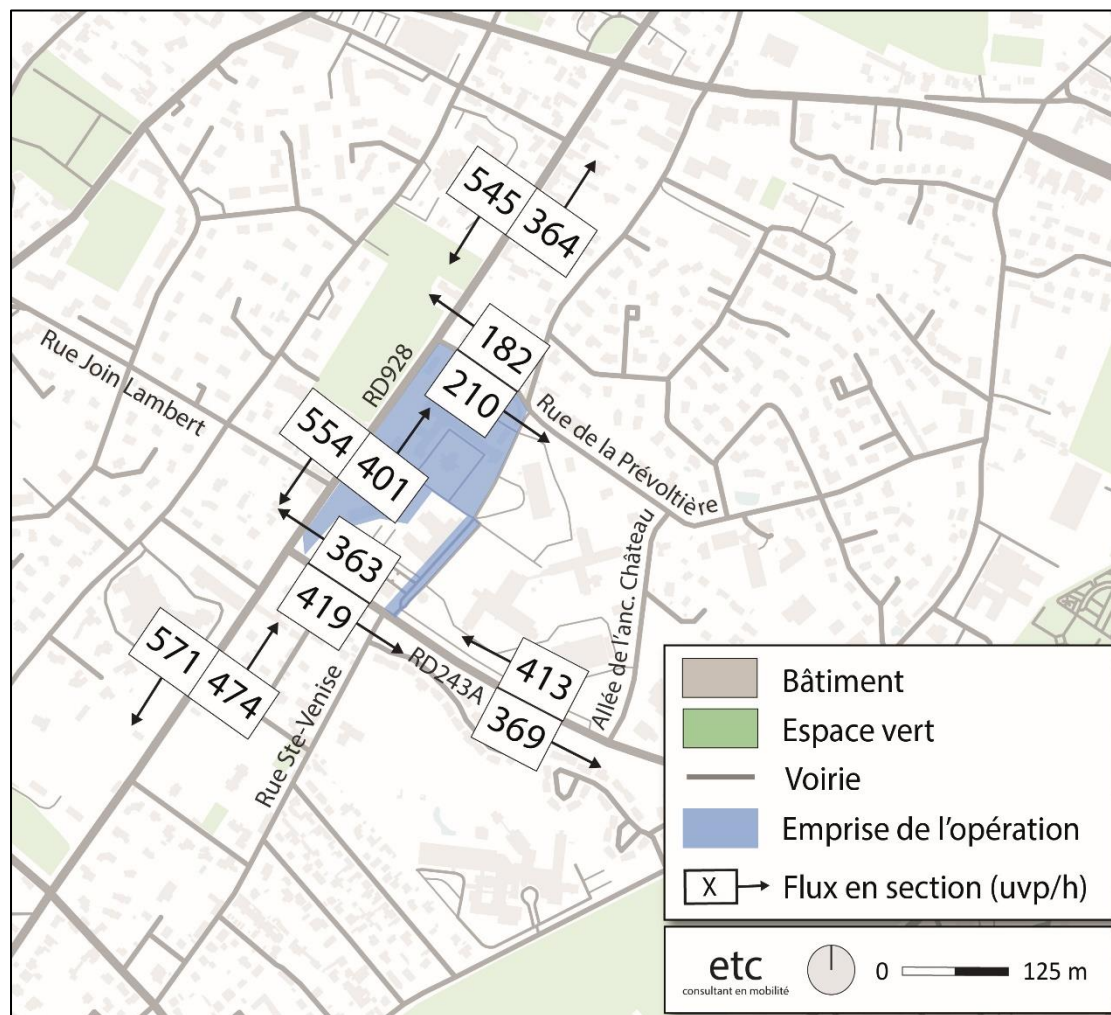 545
364
182
210
RD928
Rue Join Lambert
Rue de la Prévoltière
554
401
363
419
Allée de l'anc. Château
571
474
RD243A
413
369
Rue Ste-Venise
Bâtiment
Espace vert
Voirie
Emprise de l'opération
X Flux en section (uvp/h)
etc
consultant en mobilité
0 125 m